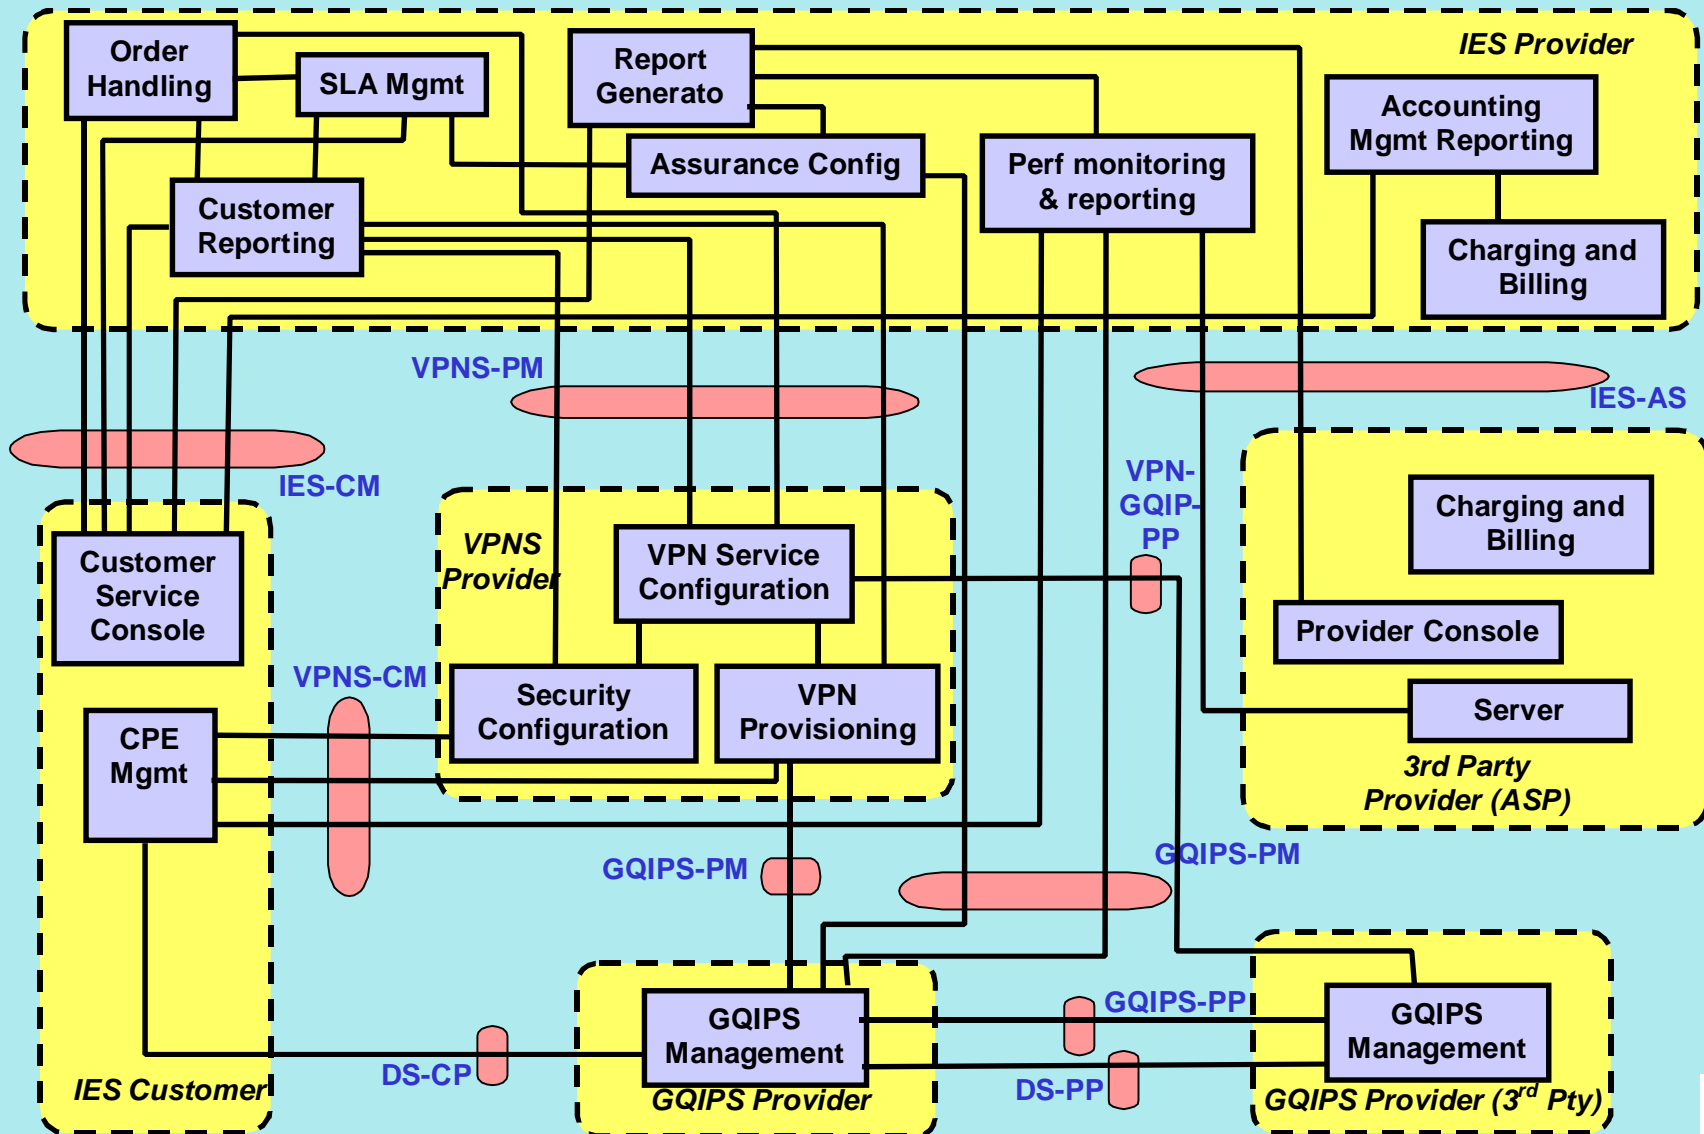 Order
Handling
SLA Mgmt
Report
Generato
IES Provider
Accounting
Mgmt Reporting
Assurance Config
Perf monitoring
& reporting
Customer
Reporting
Charging and
Billing
VPNS-PM
IES-AS
IES-CM
VPN-
GQIP-
PP
Charging and
Billing
VPNS
Provider
VPN Service
Configuration
Customer
Service
Console
Provider Console
VPNS-CM
Security
Configuration
VPN
Provisioning
Server
CPE
Mgmt
3rd Party
Provider (ASP)
GQIPS-PM
GQIPS-PM
GQIPS-PP
GQIPS
Management
GQIPS
Management
DS-CP
DS-PP
IES Customer
GQIPS Provider
GQIPS Provider (3rd Pty)